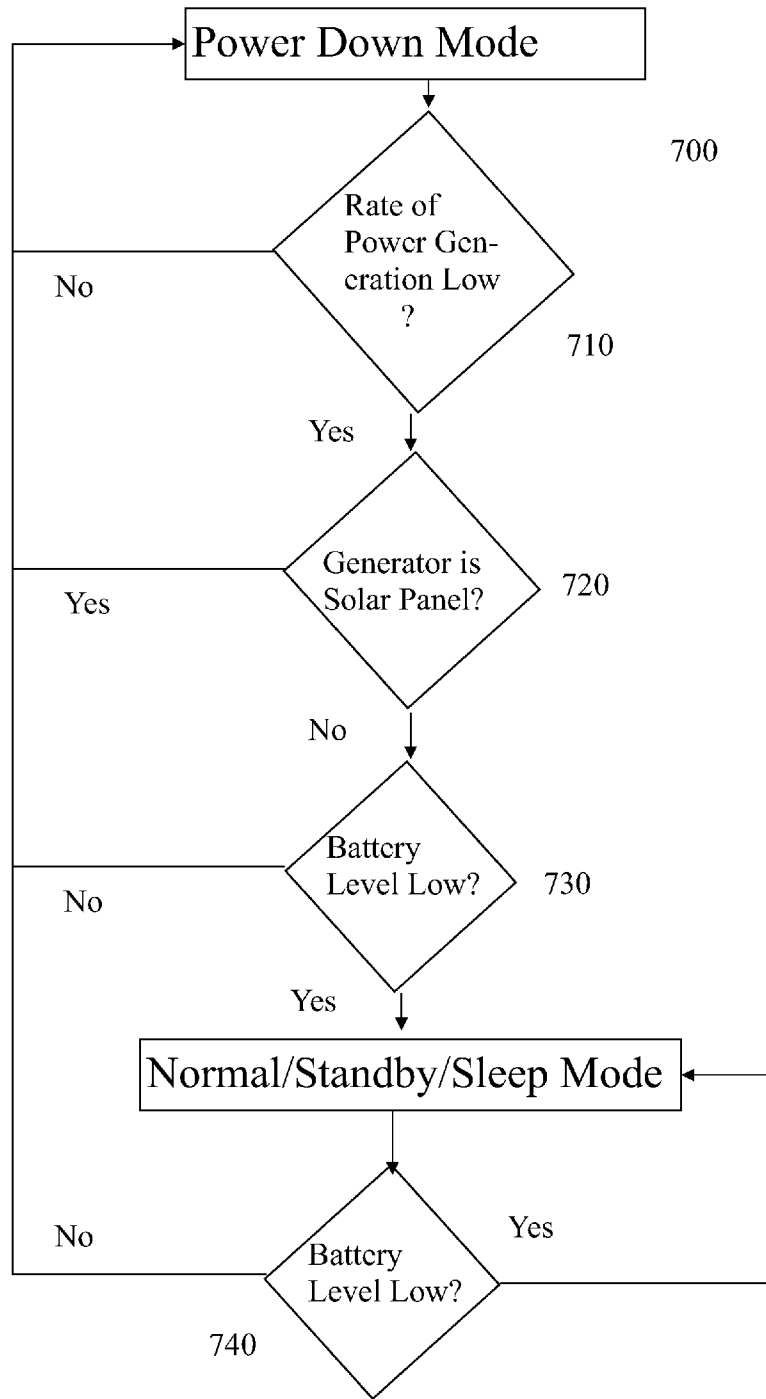 Power Down Mode
700
Rate of
Power Gen-
eration Low
?
No
710
Yes
Generator is
Solar Panel?
720
Yes
No
Battery
Level Low?
730
No
Yes
Normal/Standby/Sleep Mode
No
Yes
Battery
Level Low?
740